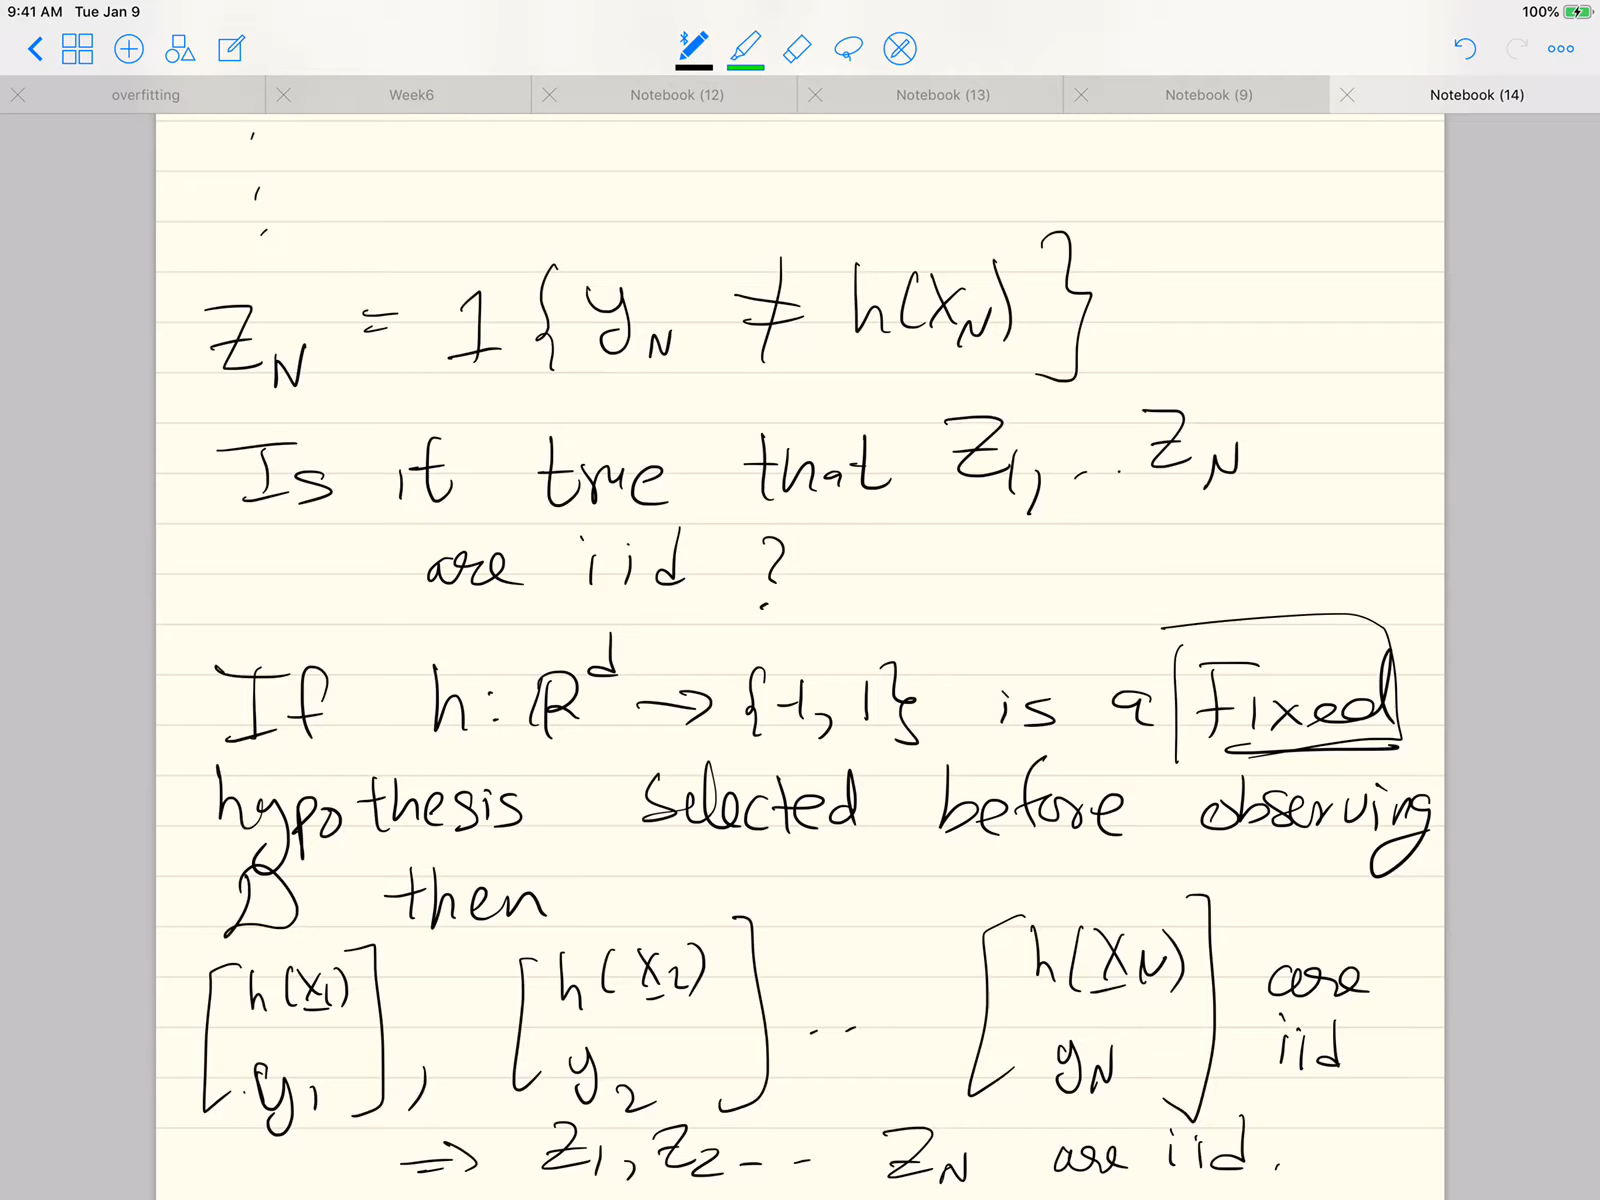 9:41 AM Tue Jan 9 100%
overfitting Week6 Notebook (12) Notebook (13) Notebook (9) Notebook (14)
Z_N = 1 { y_N ≠ h(x_N) }
Is it true that Z_1, .. Z_N
are iid ?
If h: ℝ^d → {-1, 1} is a Fixed
hypothesis selected before observing
D then
[ h(x_1) y_1 ], [ h(x_2) y_2 ] .. [ h(x_N) y_N ] are iid
⇒ Z_1, Z_2 -- Z_N are iid.